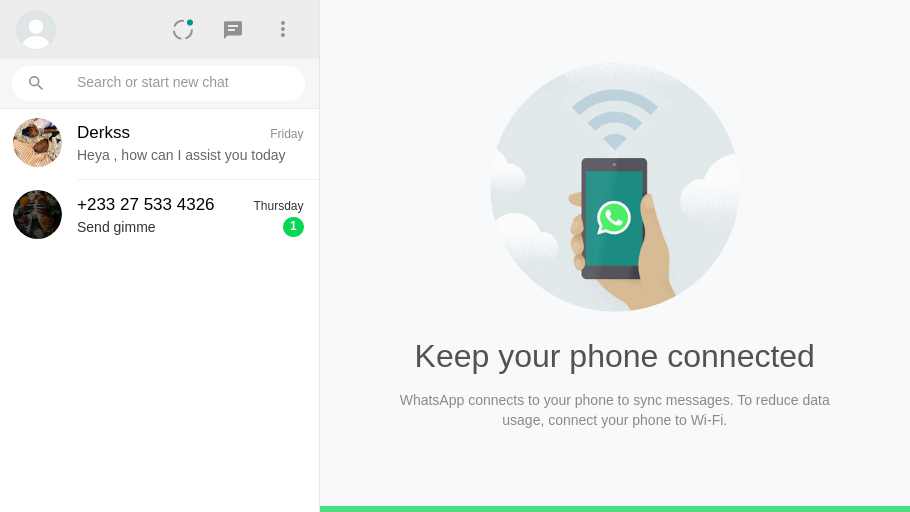 Search or start new chat
Derkss
Friday
Heya , how can I assist you today
+233 27 533 4326
Thursday
Send gimme
1
Keep your phone connected
WhatsApp connects to your phone to sync messages. To reduce data
usage, connect your phone to Wi-Fi.